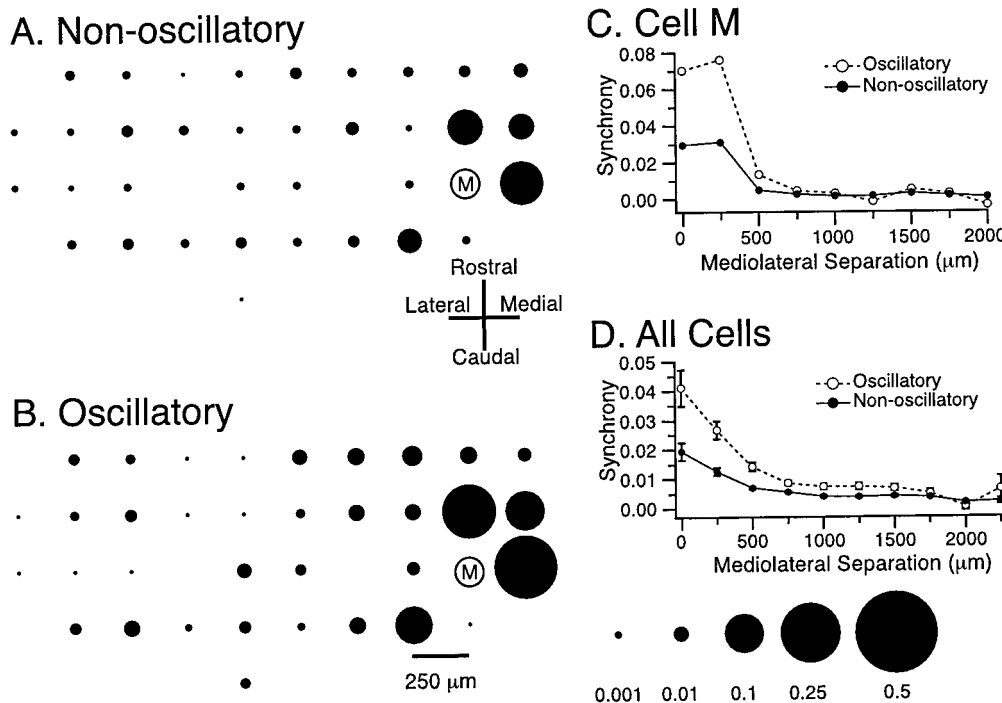 A. Non-oscillatory
M
Rostral
Lateral Medial
Caudal
B. Oscillatory
M
250 μm
C. Cell M
Synchrony
0.08
0.06
0.04
0.02
0.00
Oscillatory
Non-oscillatory
0 500 1000 1500 2000
Mediolateral Separation (μm)
D. All Cells
Synchrony
0.05
0.04
0.03
0.02
0.01
0.00
Oscillatory
Non-oscillatory
0 500 1000 1500 2000
Mediolateral Separation (μm)
0.001 0.01 0.1 0.25 0.5